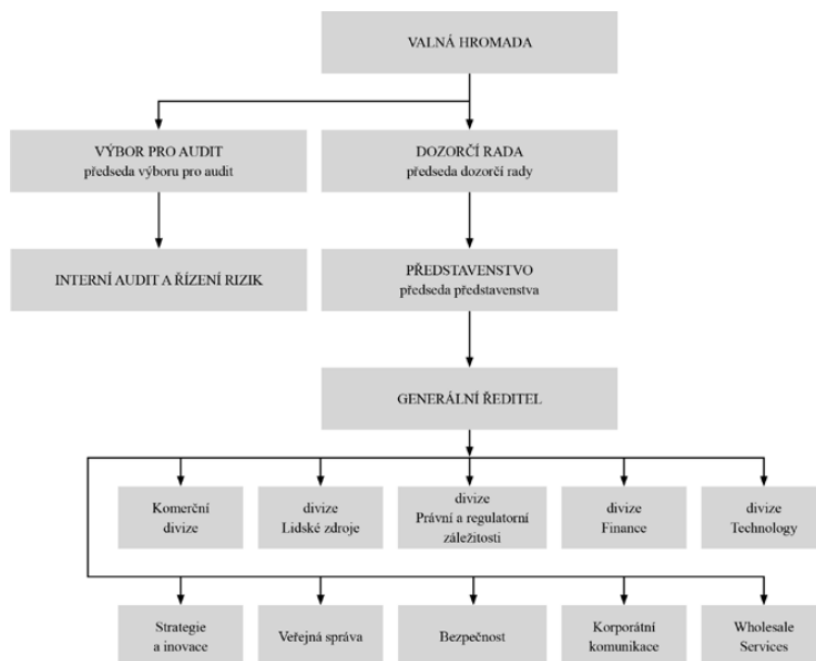 VALNÁ HROMADA
VÝBOR PRO AUDIT
předseda výboru pro audit
DOZORČÍ RADA
předseda dozorčí rady
INTERNÍ AUDIT A ŘÍZENÍ RIZIK
PŘEDSTAVENSTVO
předseda představenstva
GENERÁLNÍ ŘEDITEL
Komerční
divize
divize
Lidské zdroje
divize
Právní a regulatorní
záležitosti
divize
Finance
divize
Technology
Strategie
a inovace
Veřejná správa
Bezpečnost
Korporátní
komunikace
Wholesale
Services